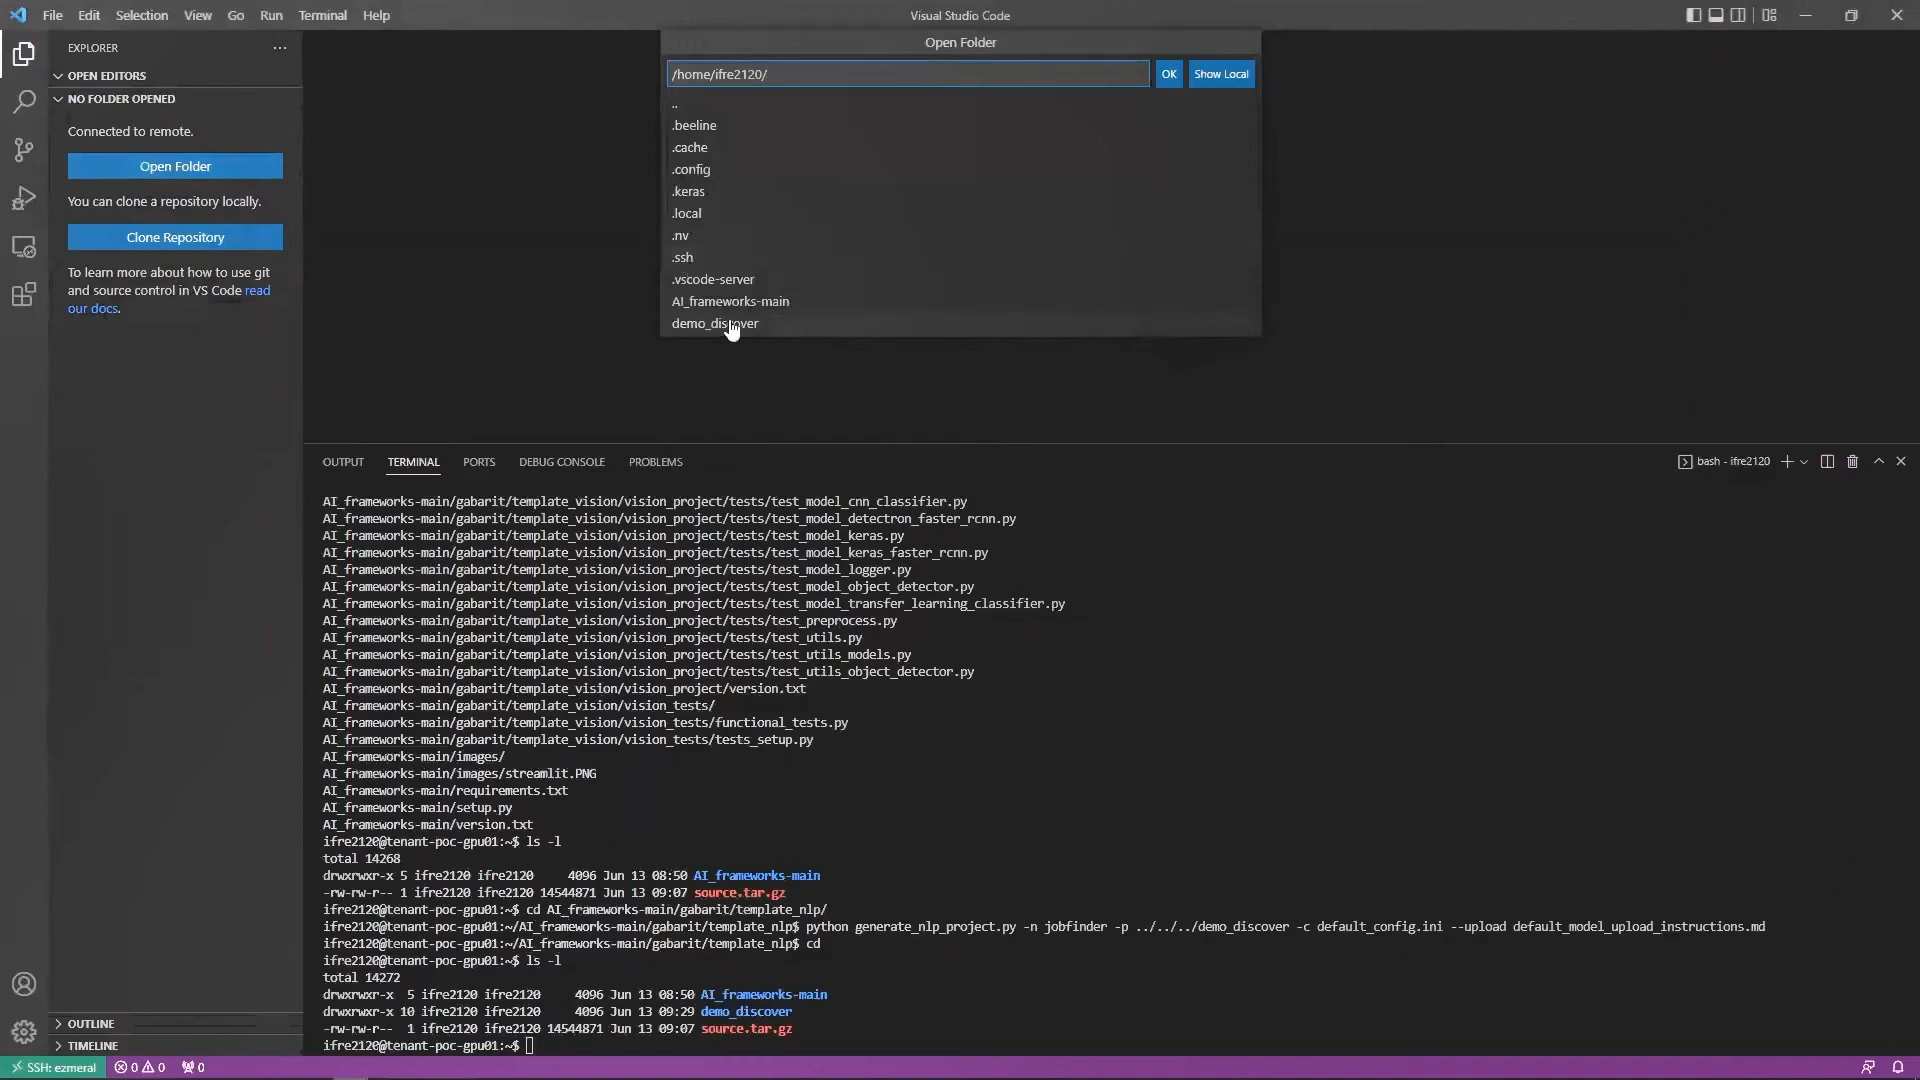 File Edit Selection View Go Run Terminal Help
Visual Studio Code
EXPLORER
OPEN EDITORS
NO FOLDER OPENED
Connected to remote.
Open Folder
You can clone a repository locally.
Clone Repository
To learn more about how to use git
and source control in VS Code read
our docs.
OUTLINE
TIMELINE
Open Folder
/home/ifre2120/
OK
Show Local
..
.beeline
.cache
.config
.keras
.local
.nv
.ssh
.vscode-server
AI_frameworks-main
demo_discover
OUTPUT TERMINAL PORTS DEBUG CONSOLE PROBLEMS
bash - ifre2120
AI_frameworks-main/gabarit/template_vision/vision_project/tests/test_model_cnn_classifier.py
AI_frameworks-main/gabarit/template_vision/vision_project/tests/test_model_detectron_faster_rcnn.py
AI_frameworks-main/gabarit/template_vision/vision_project/tests/test_model_keras.py
AI_frameworks-main/gabarit/template_vision/vision_project/tests/test_model_keras_faster_rcnn.py
AI_frameworks-main/gabarit/template_vision/vision_project/tests/test_model_logger.py
AI_frameworks-main/gabarit/template_vision/vision_project/tests/test_model_object_detector.py
AI_frameworks-main/gabarit/template_vision/vision_project/tests/test_model_transfer_learning_classifier.py
AI_frameworks-main/gabarit/template_vision/vision_project/tests/test_preprocess.py
AI_frameworks-main/gabarit/template_vision/vision_project/tests/test_utils.py
AI_frameworks-main/gabarit/template_vision/vision_project/tests/test_utils_models.py
AI_frameworks-main/gabarit/template_vision/vision_project/tests/test_utils_object_detector.py
AI_frameworks-main/gabarit/template_vision/vision_project/version.txt
AI_frameworks-main/gabarit/template_vision/vision_tests/
AI_frameworks-main/gabarit/template_vision/vision_tests/functional_tests.py
AI_frameworks-main/gabarit/template_vision/vision_tests/tests_setup.py
AI_frameworks-main/images/
AI_frameworks-main/images/streamlit.PNG
AI_frameworks-main/requirements.txt
AI_frameworks-main/setup.py
AI_frameworks-main/version.txt
ifre2120@tenant-poc-gpu01:~$ ls -l
total 14268
drwxrwxr-x 5 ifre2120 ifre2120     4096 Jun 13 08:50 AI_frameworks-main
-rw-rw-r-- 1 ifre2120 ifre2120 14544871 Jun 13 09:07 source.tar.gz
ifre2120@tenant-poc-gpu01:~$ cd AI_frameworks-main/gabarit/template_nlp/
ifre2120@tenant-poc-gpu01:~/AI_frameworks-main/gabarit/template_nlp$ python generate_nlp_project.py -n jobfinder -p ../../../demo_discover -c default_config.ini --upload default_model_upload_instructions.md
ifre2120@tenant-poc-gpu01:~/AI_frameworks-main/gabarit/template_nlp$ cd
ifre2120@tenant-poc-gpu01:~$ ls -l
total 14272
drwxrwxr-x  5 ifre2120 ifre2120     4096 Jun 13 08:50 AI_frameworks-main
drwxrwxr-x 10 ifre2120 ifre2120     4096 Jun 13 09:29 demo_discover
-rw-rw-r--  1 ifre2120 ifre2120 14544871 Jun 13 09:07 source.tar.gz
ifre2120@tenant-poc-gpu01:~$
SSH: ezmeral 0 0 0